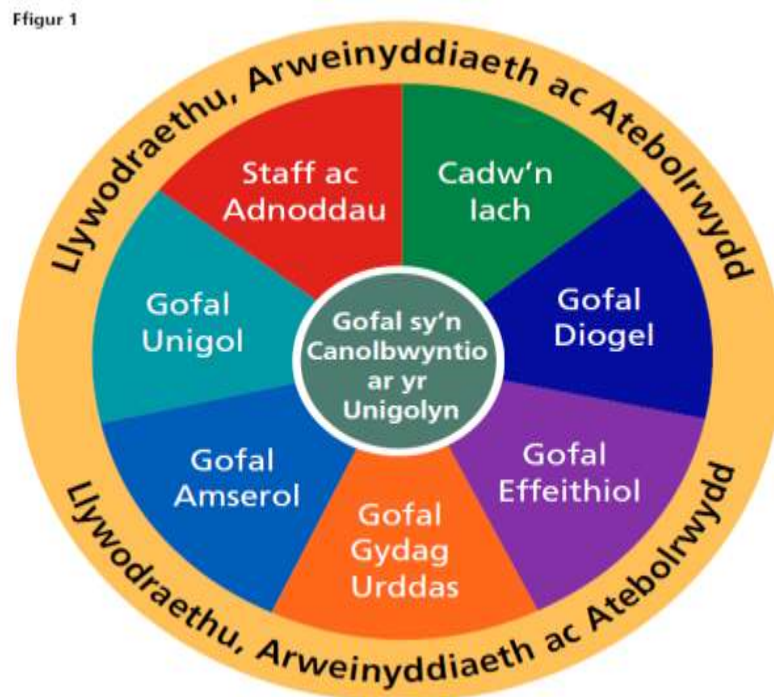 Ffigur 1
Llywodraethu, Arweinyddiaeth ac Atebolrwydd
Staff ac
Adnoddau
Cadw'n
Iach
Gofal
Unigol
Gofal
Diogel
Gofal sy'n
Canolbwyntio
ar yr
Unigolyn
Gofal
Amserol
Gofal
Effeithiol
Gofal
Gydag
Urddas
Llywodraethu, Arweinyddiaeth ac Atebolrwydd